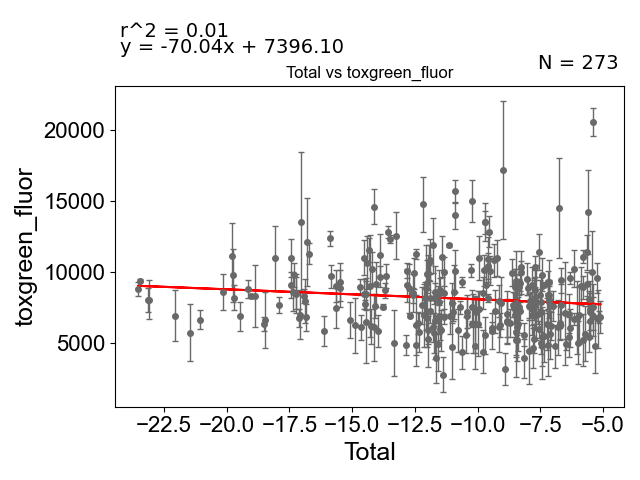 r^2 = 0.01
y = -70.04x + 7396.10
N = 273
Total vs toxgreen_fluor
20000
15000
10000
5000
toxgreen_fluor
−22.5 −20.0 −17.5 −15.0 −12.5 −10.0 −7.5 −5.0
Total